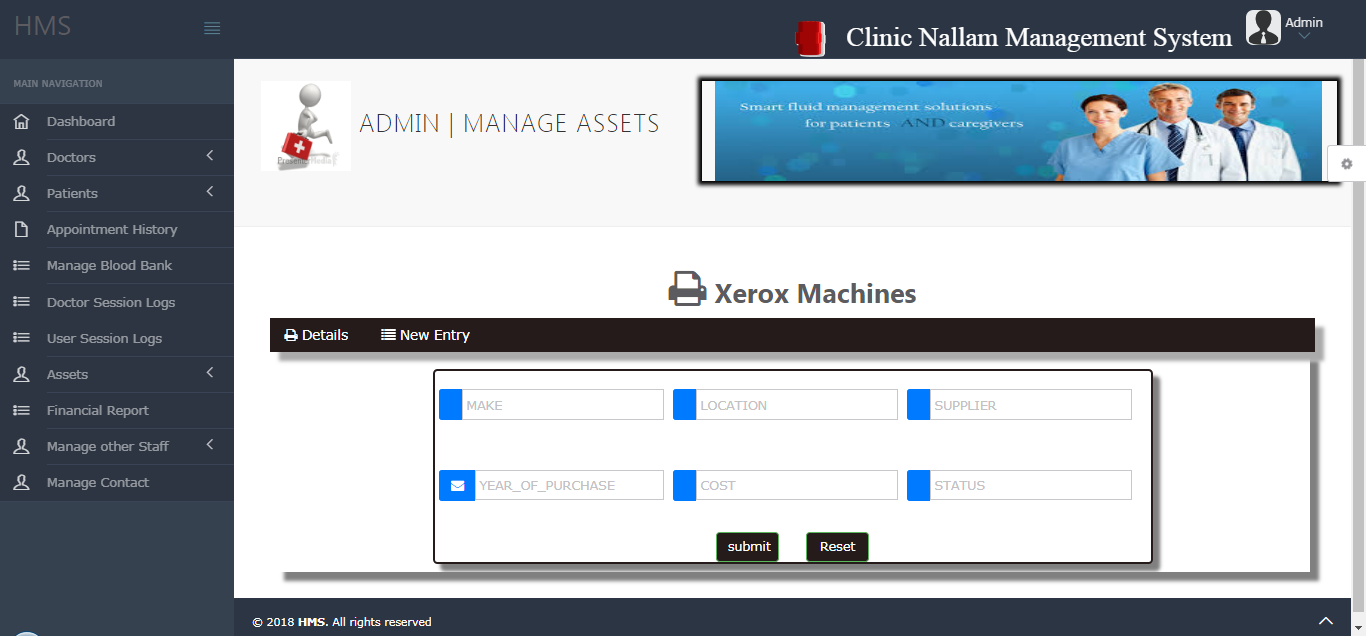 HMS
Clinic Nallam Management System
Admin
MAIN NAVIGATION
Dashboard
Doctors
Patients
Appointment History
Manage Blood Bank
Doctor Session Logs
User Session Logs
Assets
Financial Report
Manage other Staff
Manage Contact
PresenterMedia
ADMIN | MANAGE ASSETS
Smart fluid management solutions
for patients AND caregivers
Xerox Machines
Details New Entry
MAKE LOCATION SUPPLIER
YEAR_OF_PURCHASE COST STATUS
submit Reset
© 2018 HMS. All rights reserved